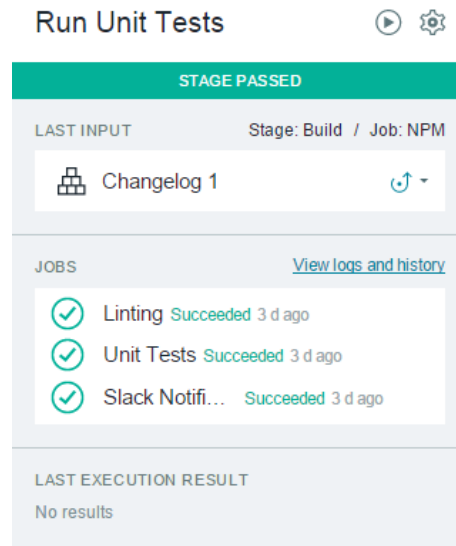 Run Unit Tests
STAGE PASSED
LAST INPUT Stage: Build / Job: NPM
Changelog 1
JOBS View logs and history
Linting Succeeded 3 d ago
Unit Tests Succeeded 3 d ago
Slack Notifi... Succeeded 3 d ago
LAST EXECUTION RESULT
No results